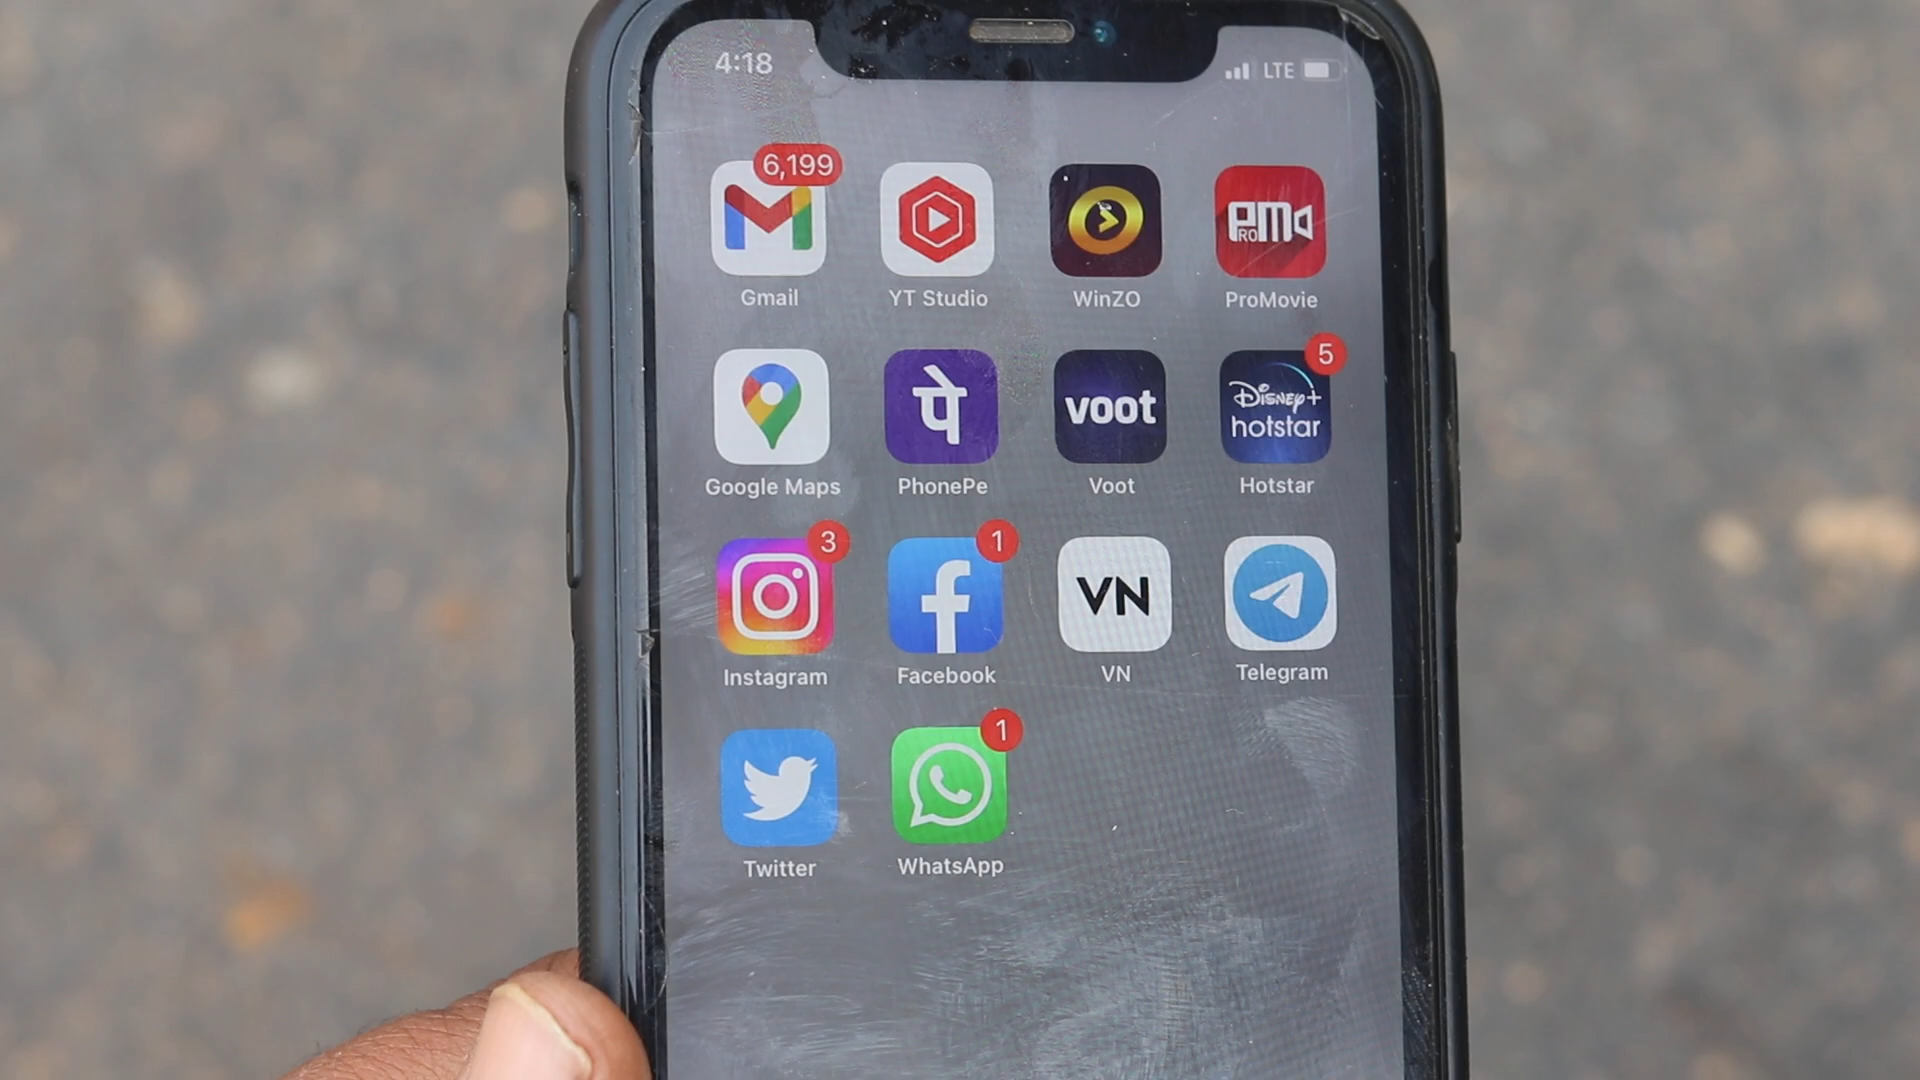 4:18
LTE
6,199
Gmail
YT Studio
WinZO
PRO M
ProMovie
Google Maps
पे
PhonePe
voot
Voot
5
Disney+
hotstar
Hotstar
3
Instagram
1
Facebook
VN
VN
Telegram
Twitter
1
WhatsApp